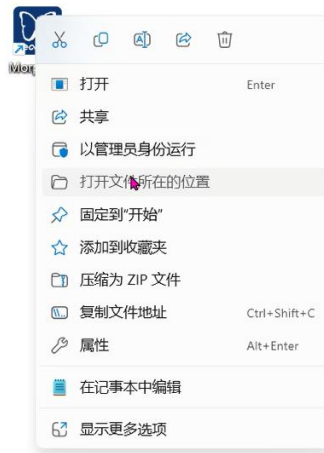 打开 Enter
共享
以管理员身份运行
打开文件所在的位置
固定到"开始"
添加到收藏夹
压缩为 ZIP 文件
复制文件地址 Ctrl+Shift+C
属性 Alt+Enter
在记事本中编辑
显示更多选项